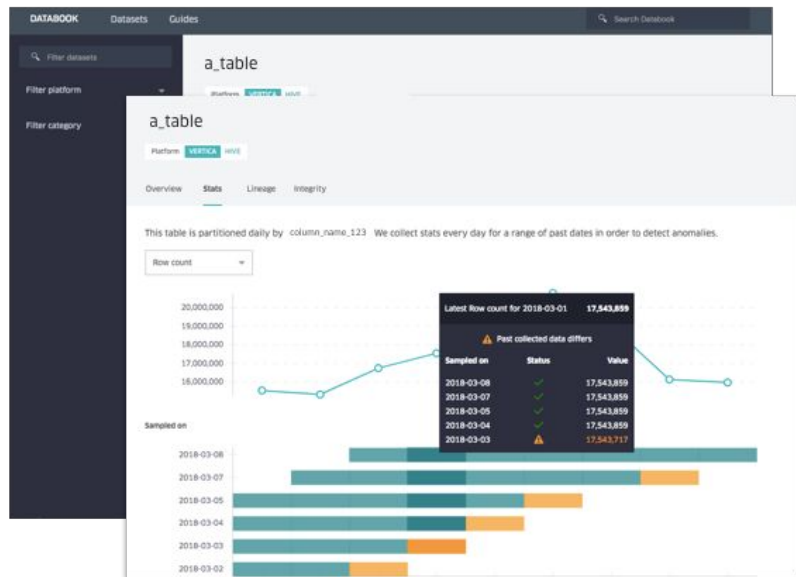 DATABOOK Datasets Guides Search Databook
Filter datasets
a_table
Filter platform
Platform VERTICA HIVE
Filter category
a_table
Platform VERTICA HIVE
Overview Stats Lineage Integrity
This table is partitioned daily by column_name_123 We collect stats every day for a range of past dates in order to detect anomalies.
Row count
20,000,000
19,000,000
18,000,000
17,000,000
16,000,000
Latest Row count for 2018-03-01 17,543,859
Past collected data differs
Sampled on Status Value
2018-03-08 17,543,859
2018-03-07 17,543,859
2018-03-05 17,543,859
2018-03-04 17,543,859
2018-03-03 17,543,717
Sampled on
2018-03-08
2018-03-07
2018-03-05
2018-03-04
2018-03-03
2018-03-02